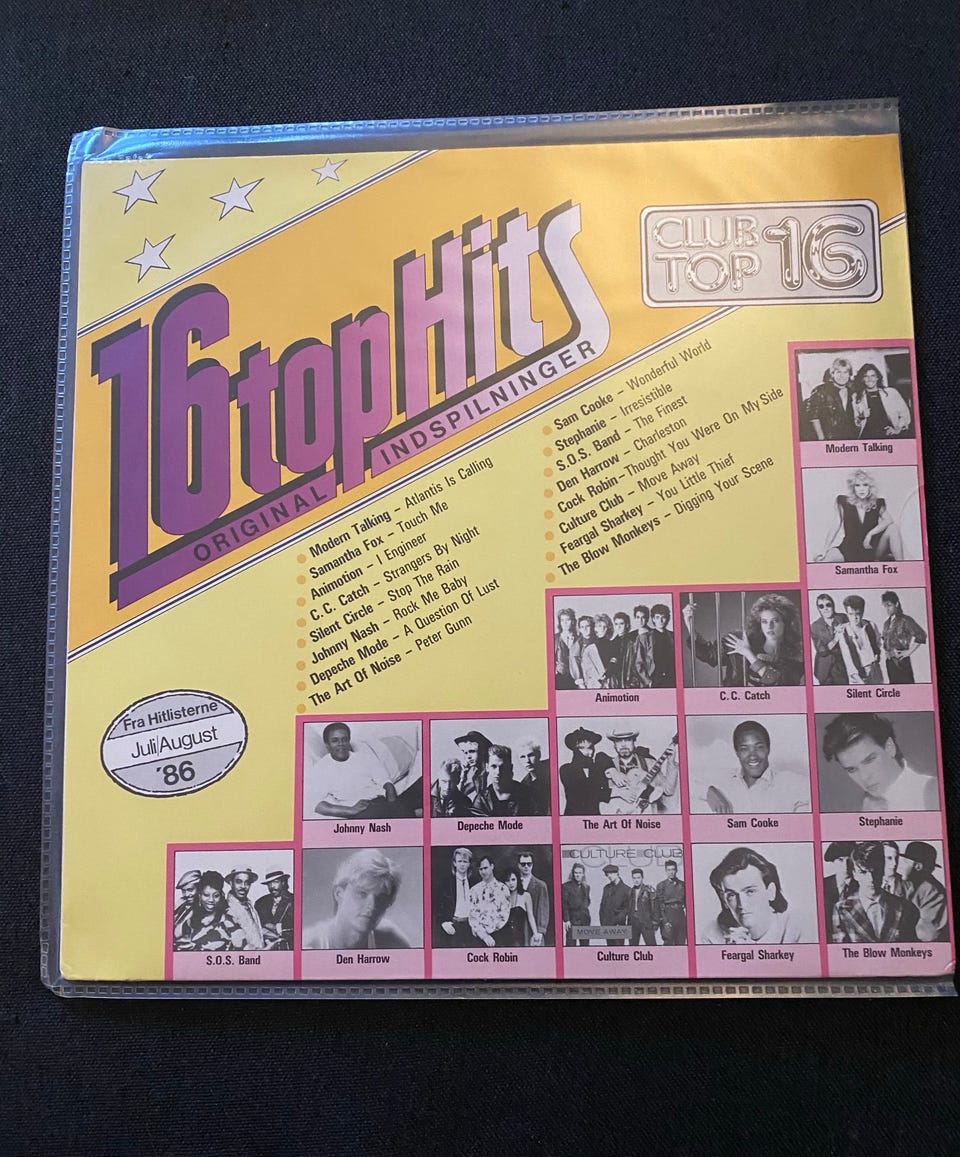 CLUB
TOP 16
16 top Hits
ORIGINAL INDSPILNINGER
Modern Talking – Atlantis Is Calling
Samantha Fox – Touch Me
Animotion – I Engineer
C.C. Catch – Strangers By Night
Silent Circle – Stop The Rain
Johnny Nash – Rock Me Baby
Depeche Mode – A Question Of Lust
The Art Of Noise – Peter Gunn
Sam Cooke – Wonderful World
Stephanie – Irresistible
S.O.S. Band – The Finest
Den Harrow – Charleston
Cock Robin – Thought You Were On My Side
Culture Club – Move Away
Feargal Sharkey – You Little Thief
The Blow Monkeys – Digging Your Scene
Fra Hitlisterne
Juli/August
'86
Modern Talking
Samantha Fox
Animotion
C.C. Catch
Silent Circle
Johnny Nash
Depeche Mode
The Art Of Noise
Sam Cooke
Stephanie
CULTURE CLUB
MOVE AWAY
S.O.S. Band
Den Harrow
Cock Robin
Culture Club
Feargal Sharkey
The Blow Monkeys